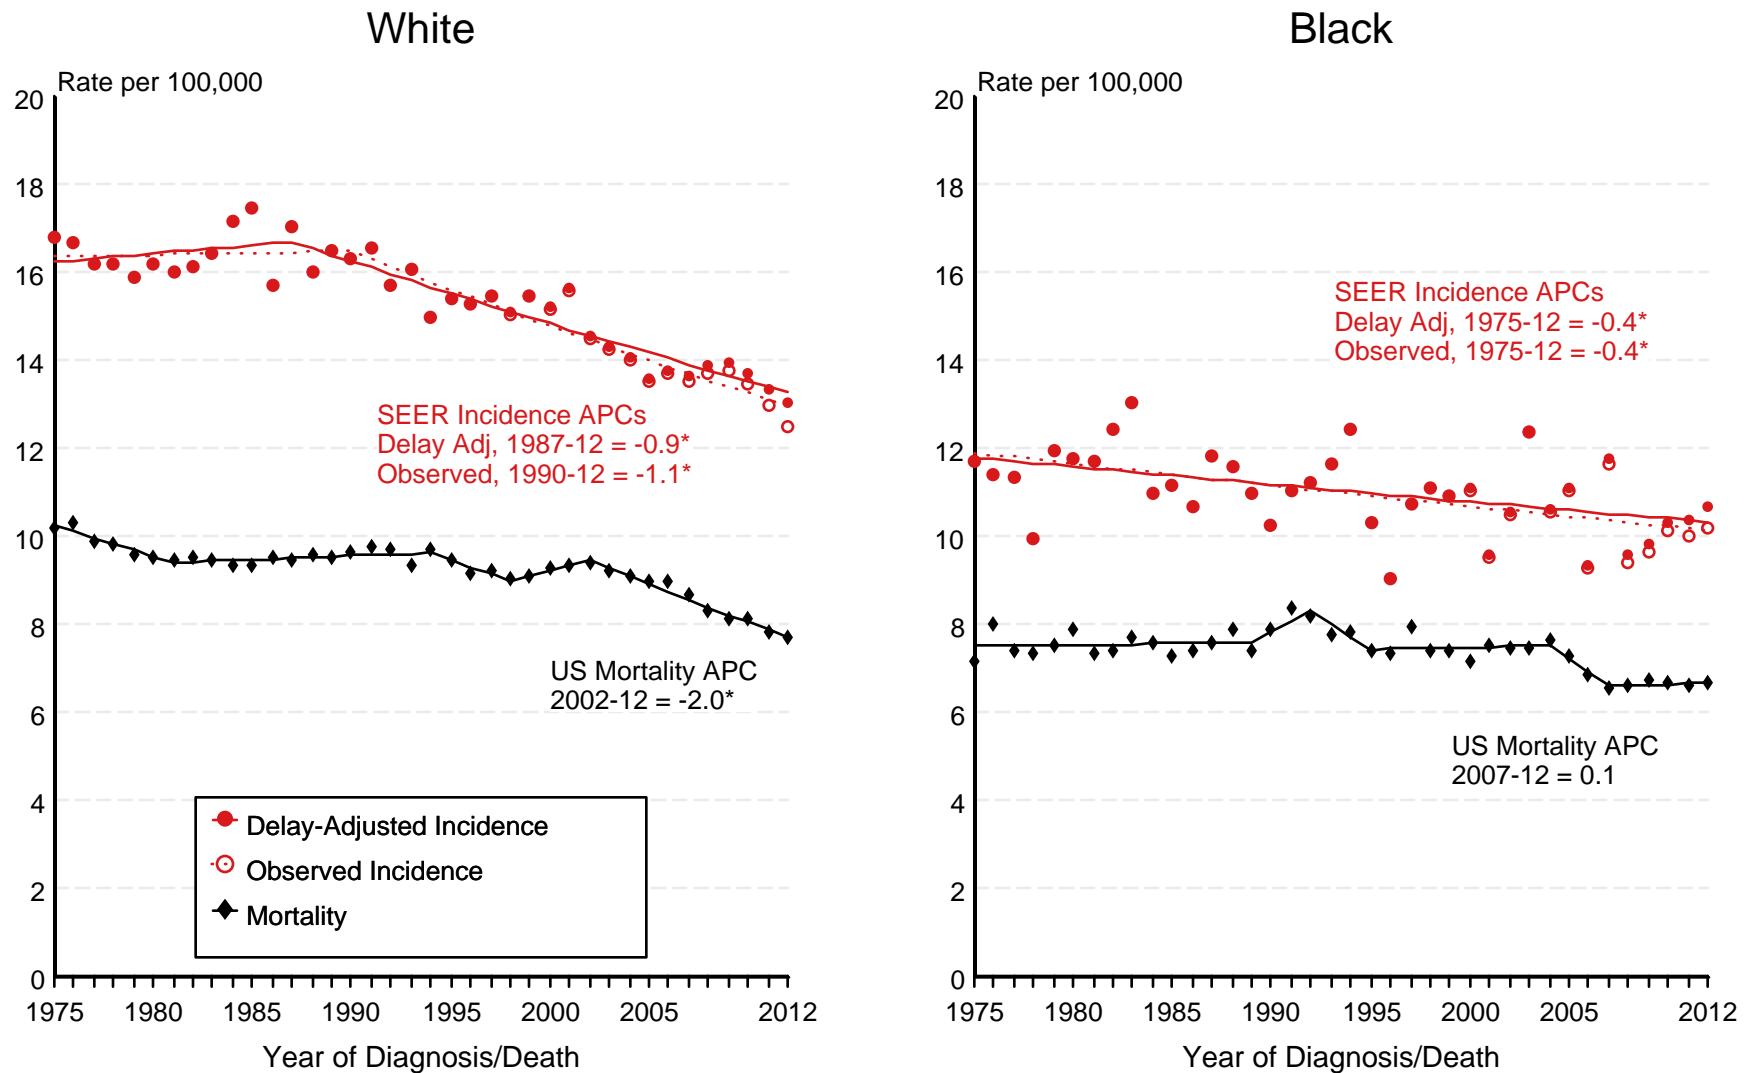 White
Rate per 100,000
20
18
16
14
12
10
8
6
4
2
0
SEER Incidence APCs
Delay Adj, 1987-12 = -0.9*
Observed, 1990-12 = -1.1*
US Mortality APC
2002-12 = -2.0*
Delay-Adjusted Incidence
Observed Incidence
Mortality
1975 1980 1985 1990 1995 2000 2005 2012
Year of Diagnosis/Death
Black
Rate per 100,000
20
18
16
14
12
10
8
6
4
2
0
SEER Incidence APCs
Delay Adj, 1975-12 = -0.4*
Observed, 1975-12 = -0.4*
US Mortality APC
2007-12 = 0.1
1975 1980 1985 1990 1995 2000 2005 2012
Year of Diagnosis/Death